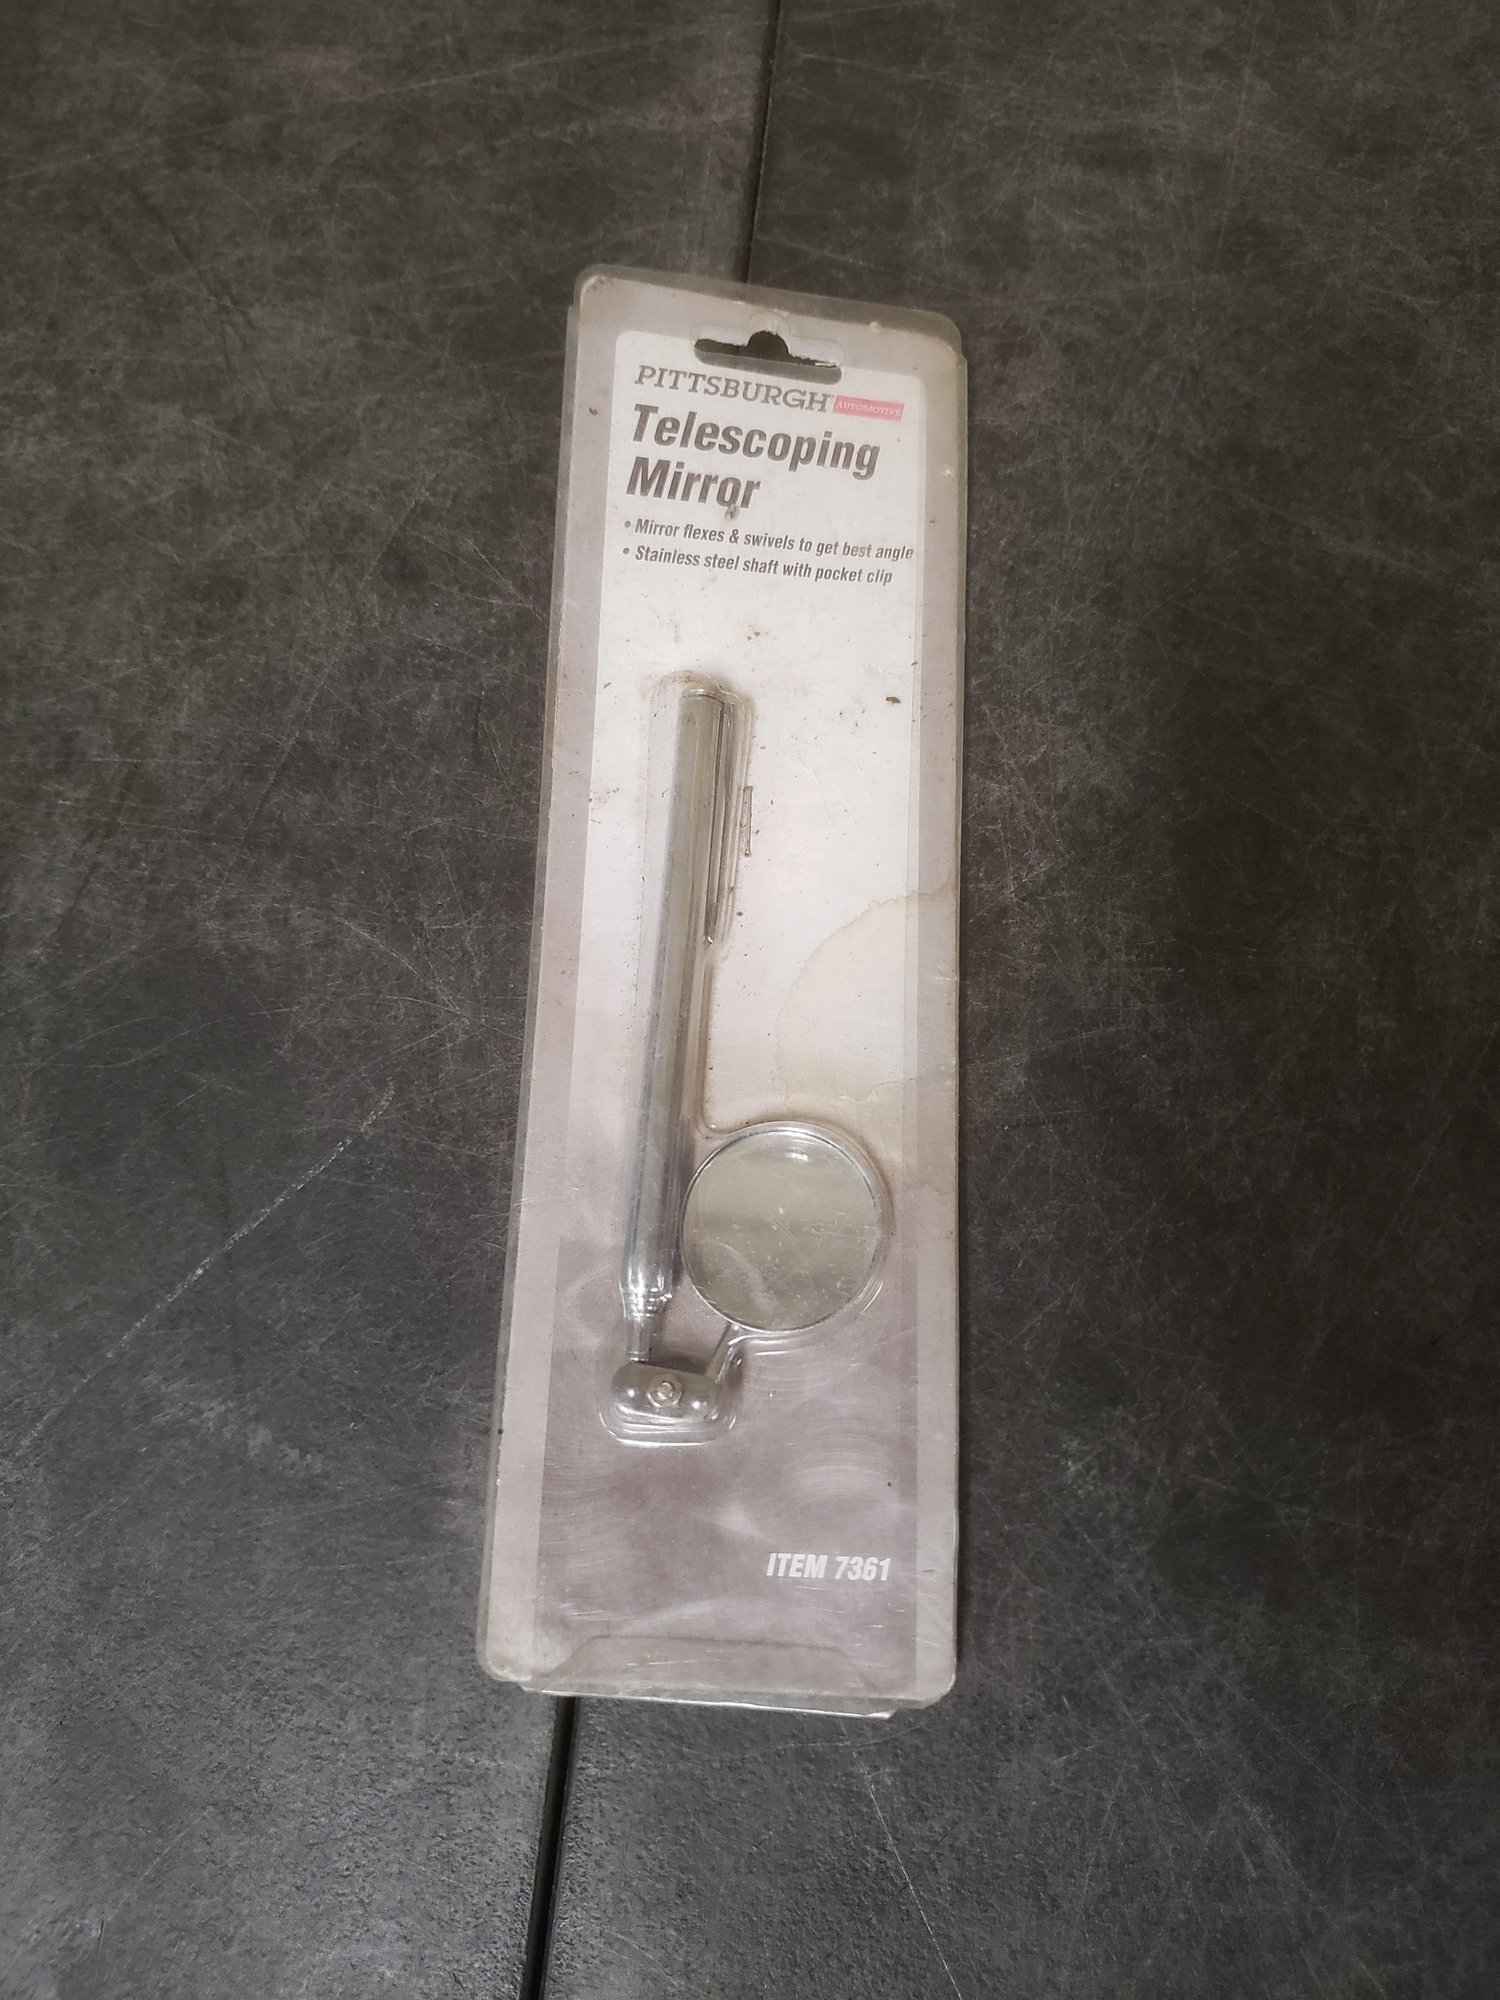 PITTSBURGH AUTOMOTIVE
Telescoping
Mirror
• Mirror flexes & swivels to get best angle
• Stainless steel shaft with pocket clip
ITEM 7361